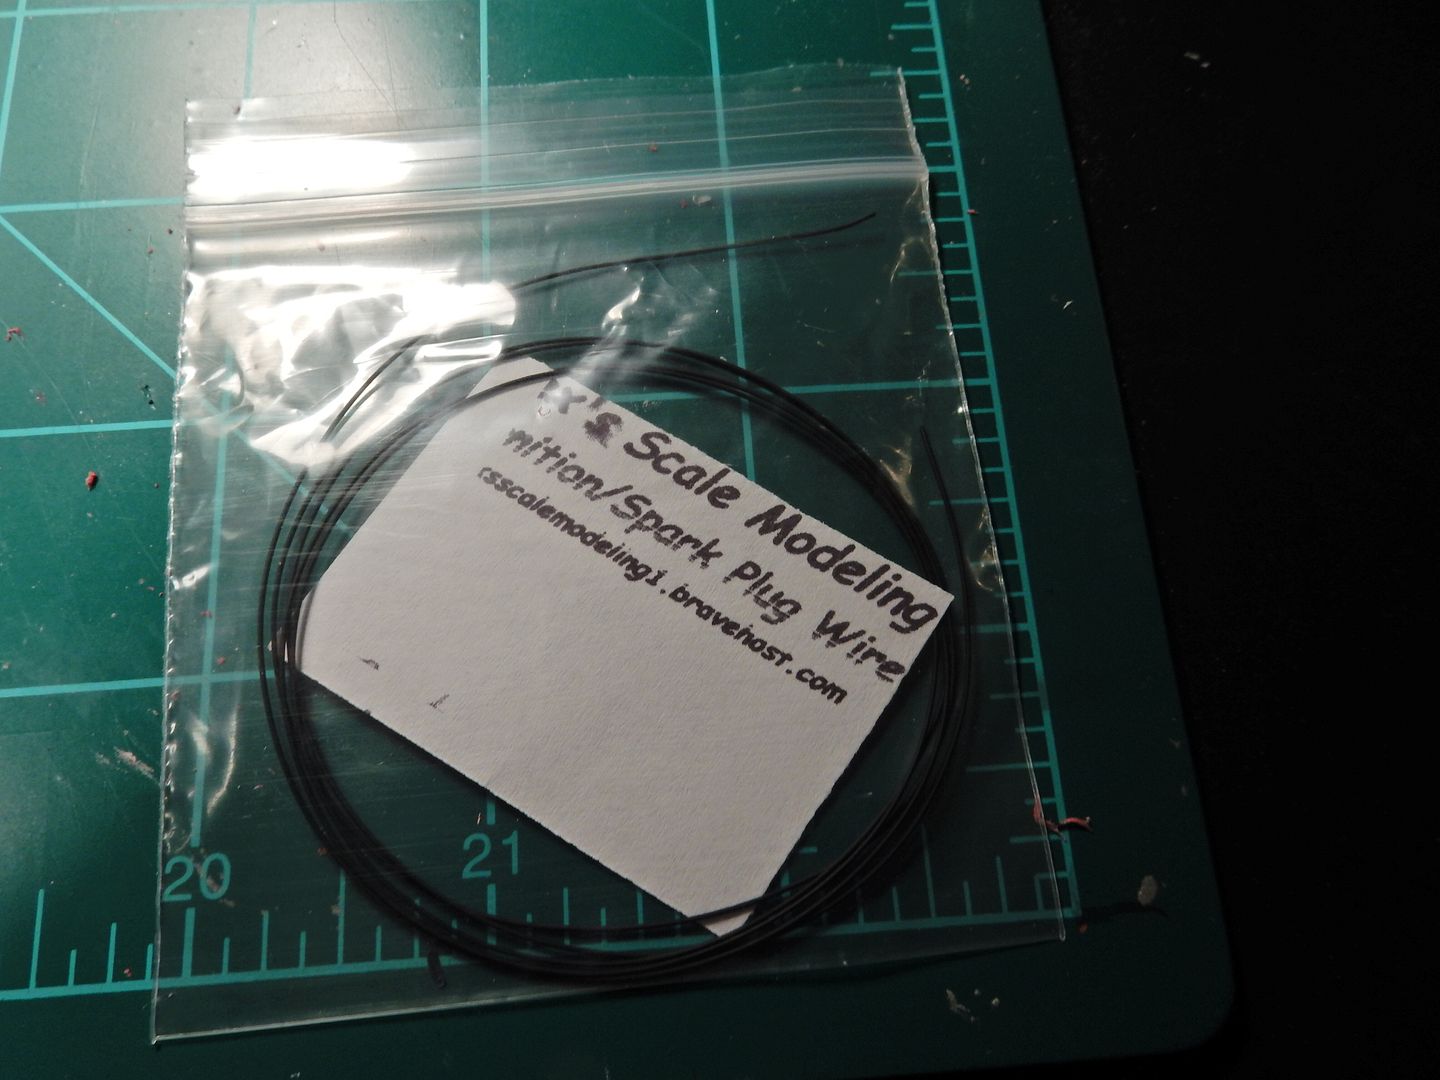 Scale Modeling
nition/Spark Plug Wire
rsscalemodeling1.bravehost.com
20 21